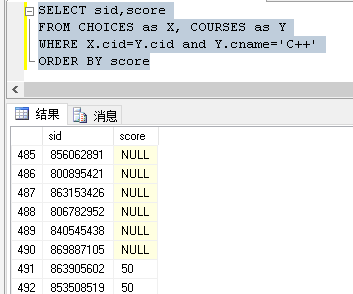 SELECT sid,score
FROM CHOICES as X, COURSES as Y
WHERE X.cid=Y.cid and Y.cname='C++'
ORDER BY score
结果 消息
sid score
485 856062891 NULL
486 800895421 NULL
487 863153426 NULL
488 806782952 NULL
489 840545438 NULL
490 869887105 NULL
491 863905602 50
492 853508519 50